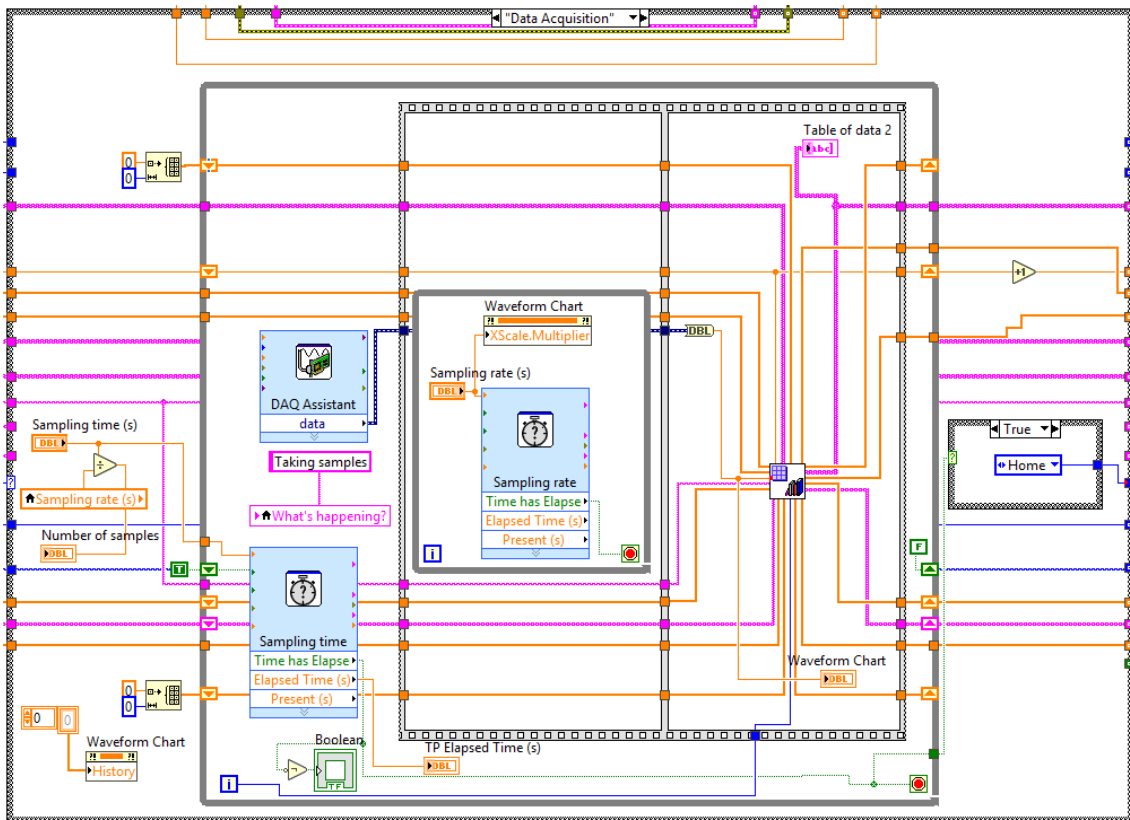 "Data Acquisition"
Table of data 2
abc
0
0
Waveform Chart
XScale.Multiplier
DBL
Sampling rate (s)
DBL
DAQ Assistant
data
Sampling time (s)
DBL
Sampling rate (s)
Number of samples
DBL
Taking samples
What's happening?
Sampling rate
Time has Elapse
Elapsed Time (s)
Present (s)
i
True
Home
?
?
+1
F
T
Sampling time
Time has Elapse
Elapsed Time (s)
Present (s)
Waveform Chart
DBL
0
0
0
0
Waveform Chart
History
Boolean
TF
TP Elapsed Time (s)
DBL
i